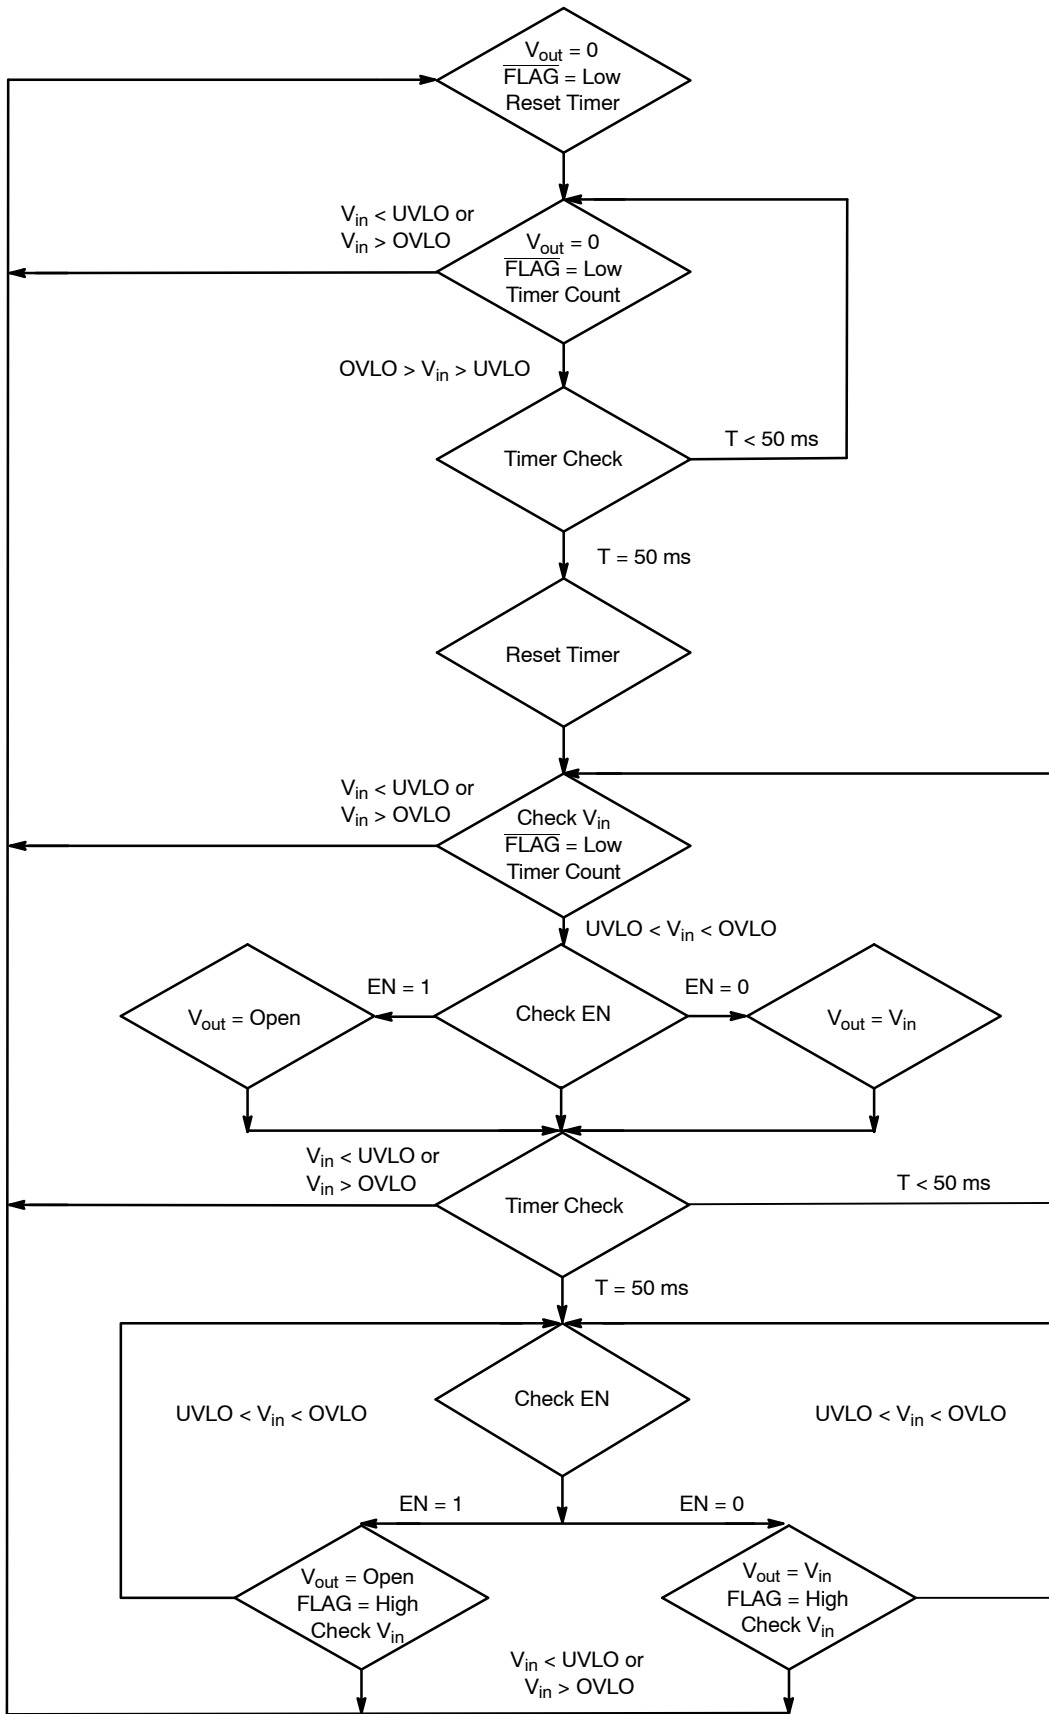 Vout = 0
FLAG = Low
Reset Timer
Vin < UVLO or
Vin > OVLO
Vout = 0
FLAG = Low
Timer Count
OVLO > Vin > UVLO
Timer Check
T < 50 ms
T = 50 ms
Reset Timer
Vin < UVLO or
Vin > OVLO
Check Vin
FLAG = Low
Timer Count
UVLO < Vin < OVLO
EN = 1
EN = 0
Vout = Open
Check EN
Vout = Vin
Vin < UVLO or
Vin > OVLO
Timer Check
T < 50 ms
T = 50 ms
Check EN
UVLO < Vin < OVLO
UVLO < Vin < OVLO
EN = 1
EN = 0
Vout = Open
FLAG = High
Check Vin
Vout = Vin
FLAG = High
Check Vin
Vin < UVLO or
Vin > OVLO